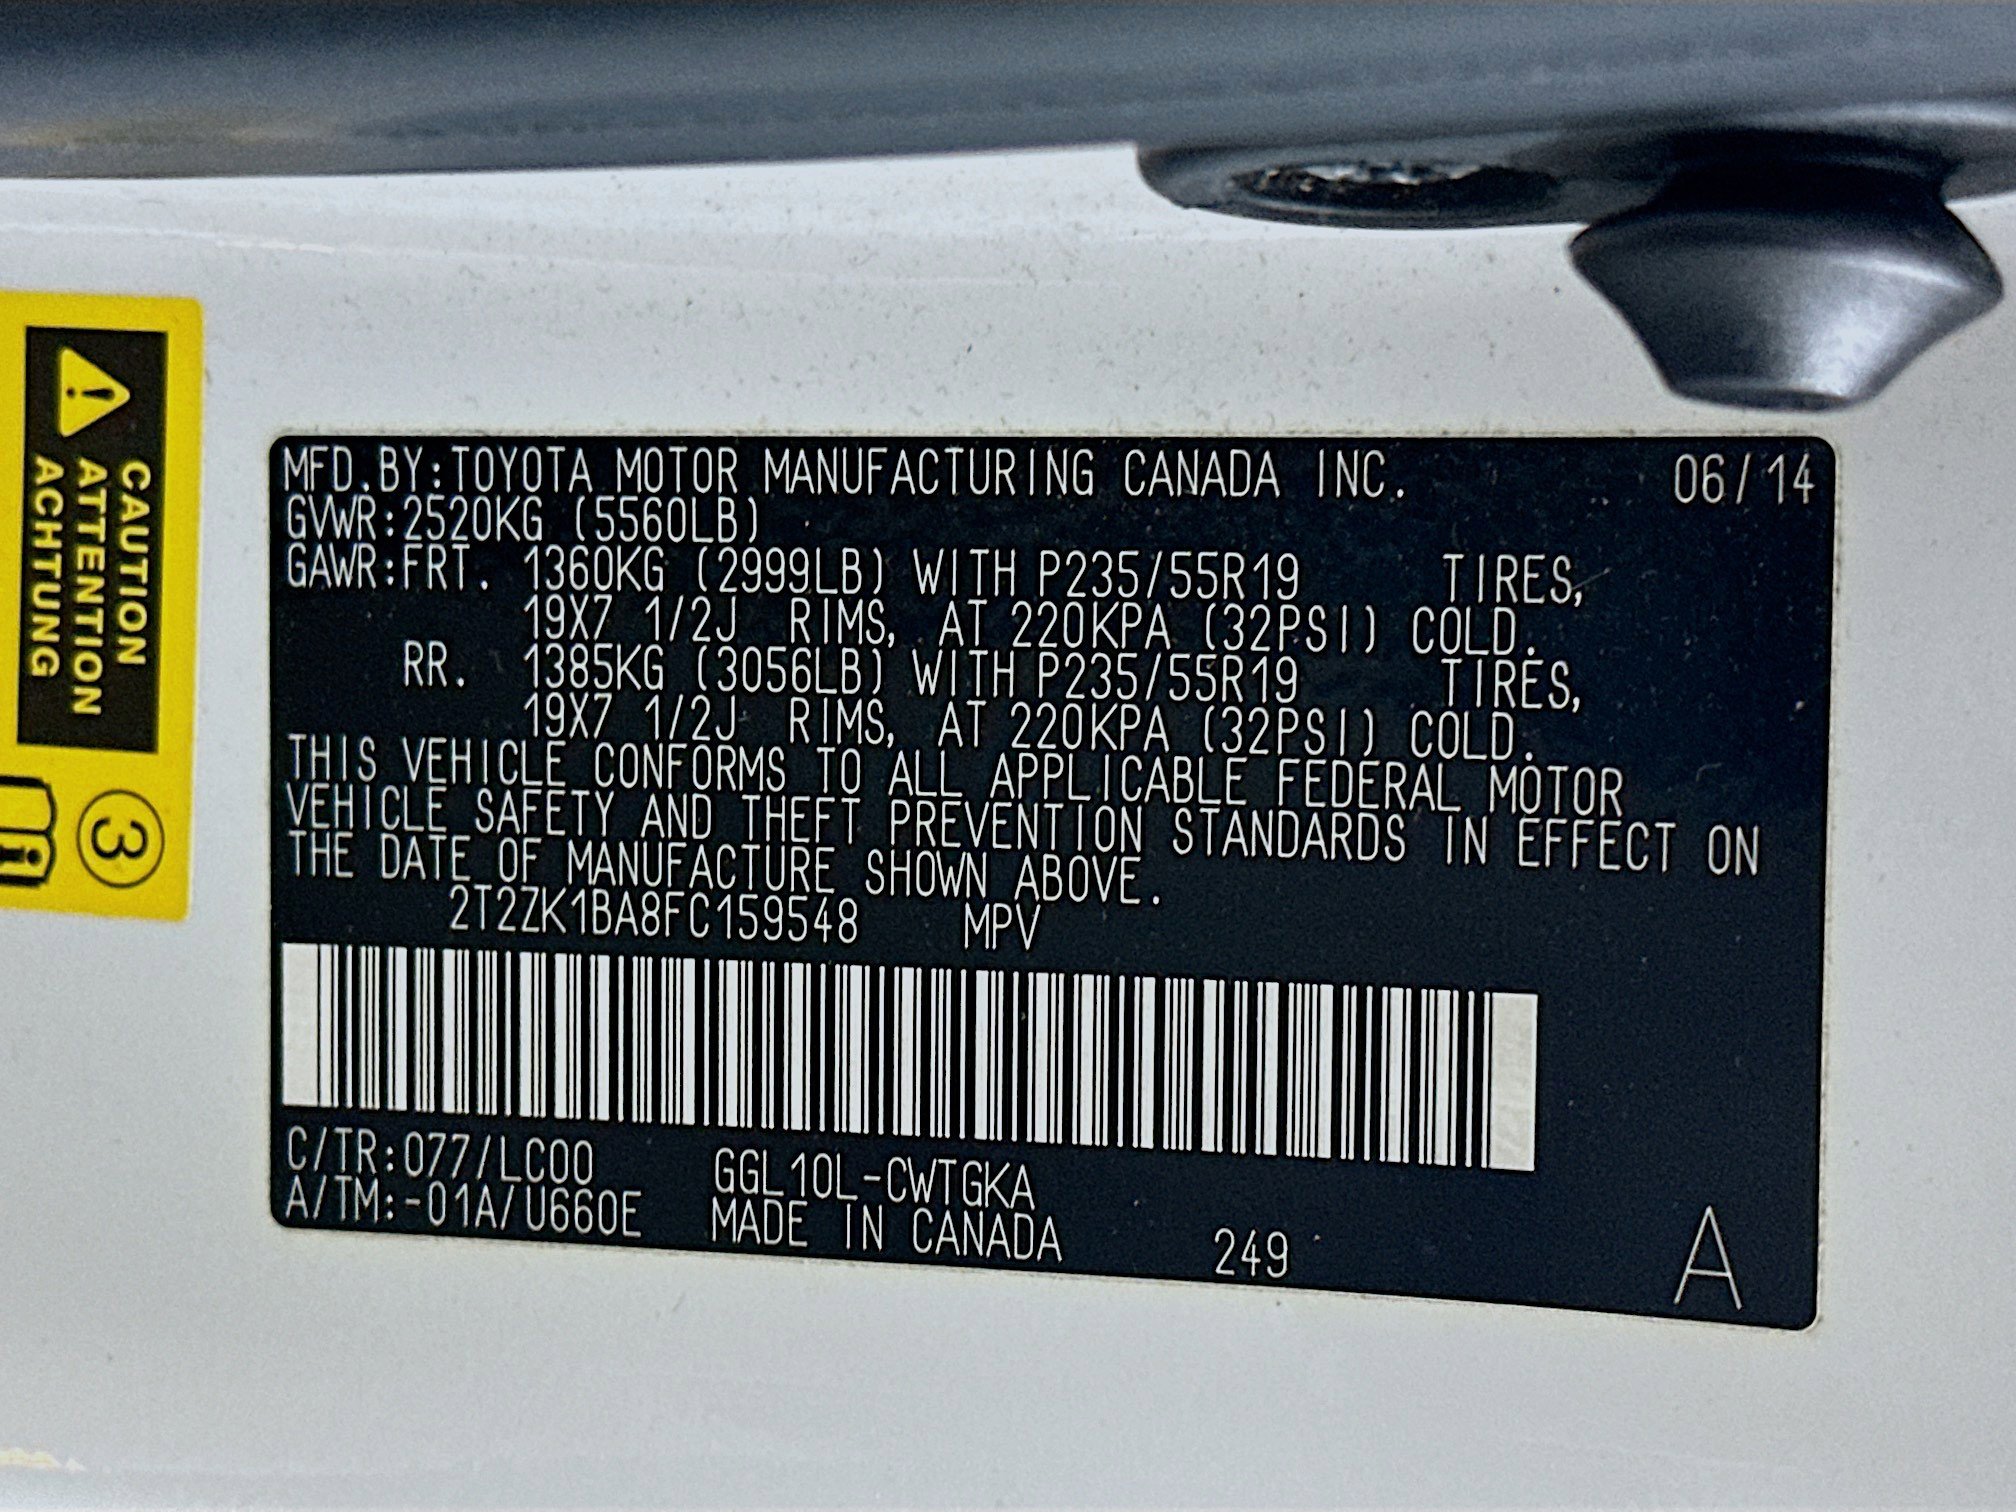 CAUTION
ATTENTION
ACHTUNG
3
MFD.BY:TOYOTA MOTOR MANUFACTURING CANADA INC. 06/14
GVWR:2520KG (5560LB)
GAWR:FRT. 1360KG (2999LB) WITH P235/55R19 TIRES,
19X7 1/2J RIMS, AT 220KPA (32PSI) COLD.
RR. 1385KG (3056LB) WITH P235/55R19 TIRES,
19X7 1/2J RIMS, AT 220KPA (32PSI) COLD.
THIS VEHICLE CONFORMS TO ALL APPLICABLE FEDERAL MOTOR
VEHICLE SAFETY AND THEFT PREVENTION STANDARDS IN EFFECT ON
THE DATE OF MANUFACTURE SHOWN ABOVE.
2T2ZK1BA8FC159548 MPV
C/TR:077/LC00 GGL10L-CWTGKA
A/TM:-01A/U660E MADE IN CANADA 249 A